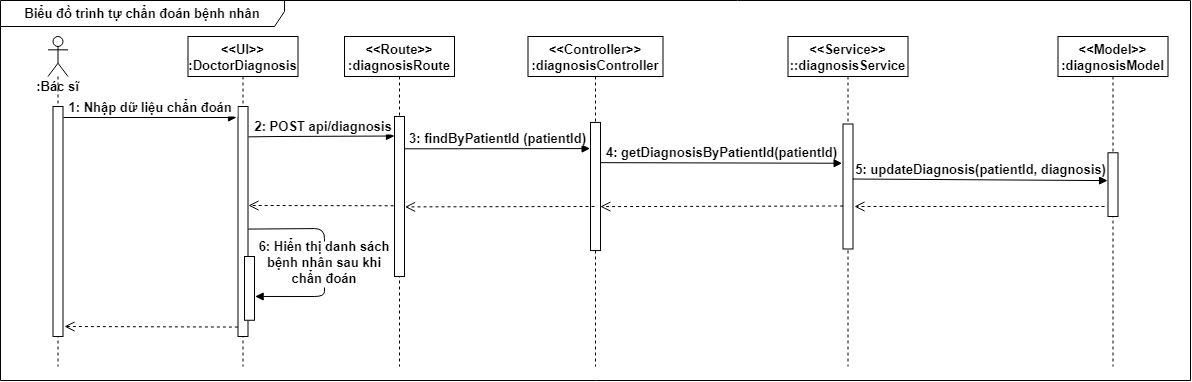 Biểu đồ trình tự chẩn đoán bệnh nhân
<<UI>>
:DoctorDiagnosis
<<Route>>
:diagnosisRoute
<<Controller>>
:diagnosisController
<<Service>>
::diagnosisService
<<Model>>
:diagnosisModel
:Bác sĩ
1: Nhập dữ liệu chẩn đoán
2: POST api/diagnosis
3: findByPatientId (patientId)
4: getDiagnosisByPatientId(patientId)
5: updateDiagnosis(patientId, diagnosis)
6: Hiển thị danh sách
bệnh nhân sau khi
chẩn đoán